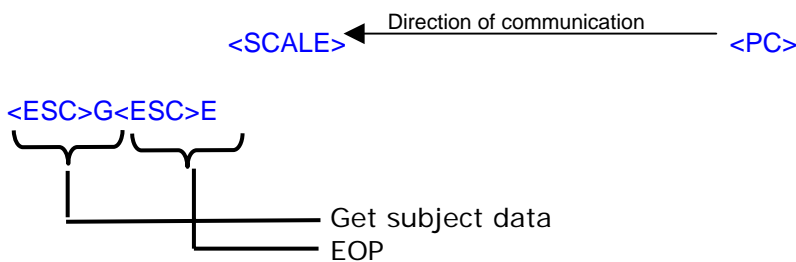 Direction of communication
<SCALE> <PC>
<ESC>G<ESC>E
Get subject data
EOP